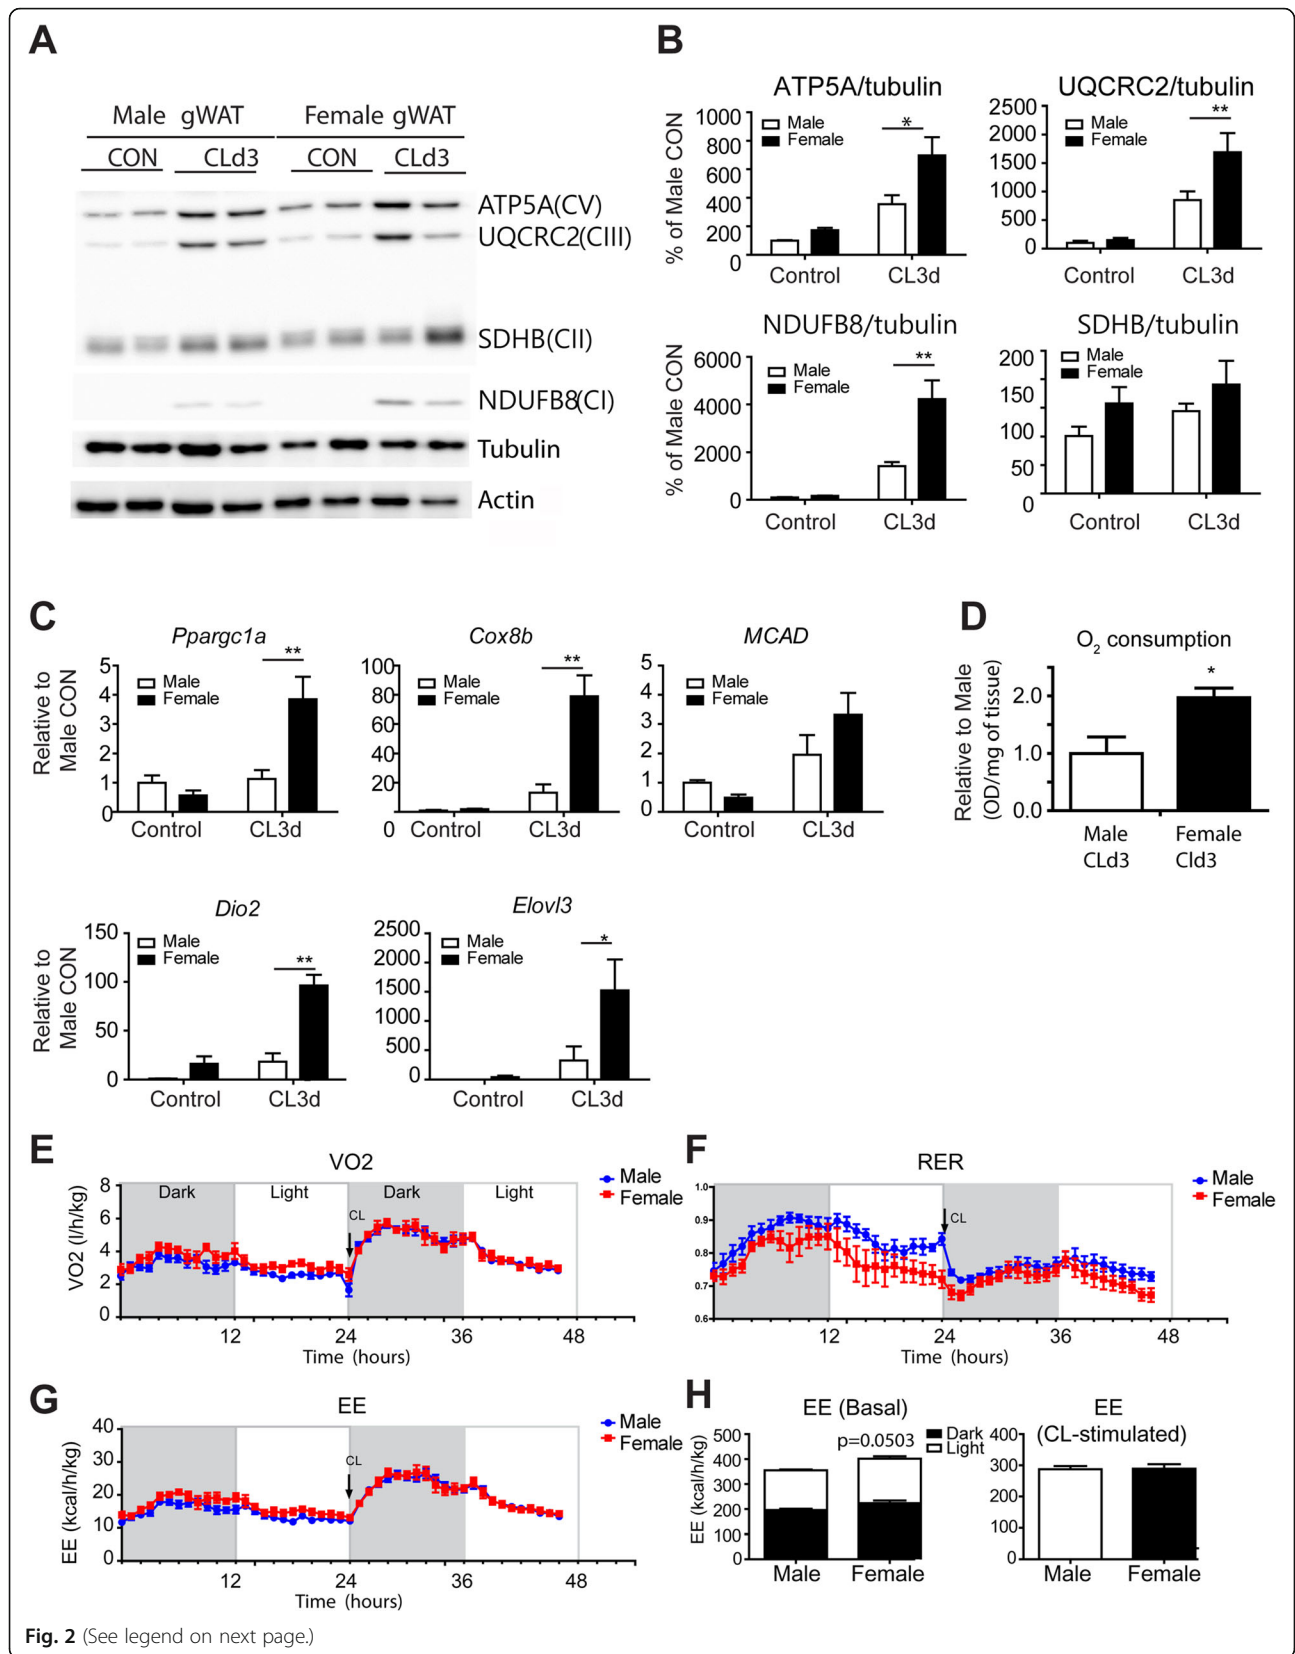 A
Male gWAT Female gWAT
CON CLd3 CON CLd3
ATP5A(CV)
UQCRC2(CIII)
SDHB(CII)
NDUFB8(CI)
Tubulin
Actin
B
ATP5A/tubulin
% of Male CON
1000
800
600
400
200
0
Male
Female
*
Control CL3d
UQCRC2/tubulin
2500
2000
1500
1000
500
0
Male
Female
**
Control CL3d
NDUFB8/tubulin
% of Male CON
6000
4000
2000
0
Male
Female
**
Control CL3d
SDHB/tubulin
200
150
100
50
0
Male
Female
Control CL3d
C
Ppargc1a
Relative to
Male CON
5
4
3
2
1
0
Male
Female
**
Control CL3d
Cox8b
100
80
60
40
20
0
Male
Female
**
Control CL3d
MCAD
5
4
3
2
1
0
Male
Female
Control CL3d
D
O2 consumption
Relative to Male
(OD/mg of tissue)
2.0
1.0
0.0
*
Male Female
CLd3 Cld3
Dio2
Relative to
Male CON
150
100
50
0
Male
Female
**
Control CL3d
Elovl3
2500
2000
1500
1000
500
0
Male
Female
*
Control CL3d
E
VO2
VO2 (l/h/kg)
8
6
4
2
0
Dark Light Dark Light
CL
Male
Female
12 24 36 48
Time (hours)
F
RER
1.0
0.9
0.8
0.7
0.6
CL
Male
Female
12 24 36 48
Time (hours)
G
EE
EE (kcal/h/kg)
40
30
20
10
0
CL
Male
Female
12 24 36 48
Time (hours)
H
EE (Basal)
p=0.0503
EE (kcal/h/kg)
500
400
300
200
100
0
Dark
Light
Male Female
EE
(CL-stimulated)
400
300
200
100
0
Male Female
Fig. 2 (See legend on next page.)